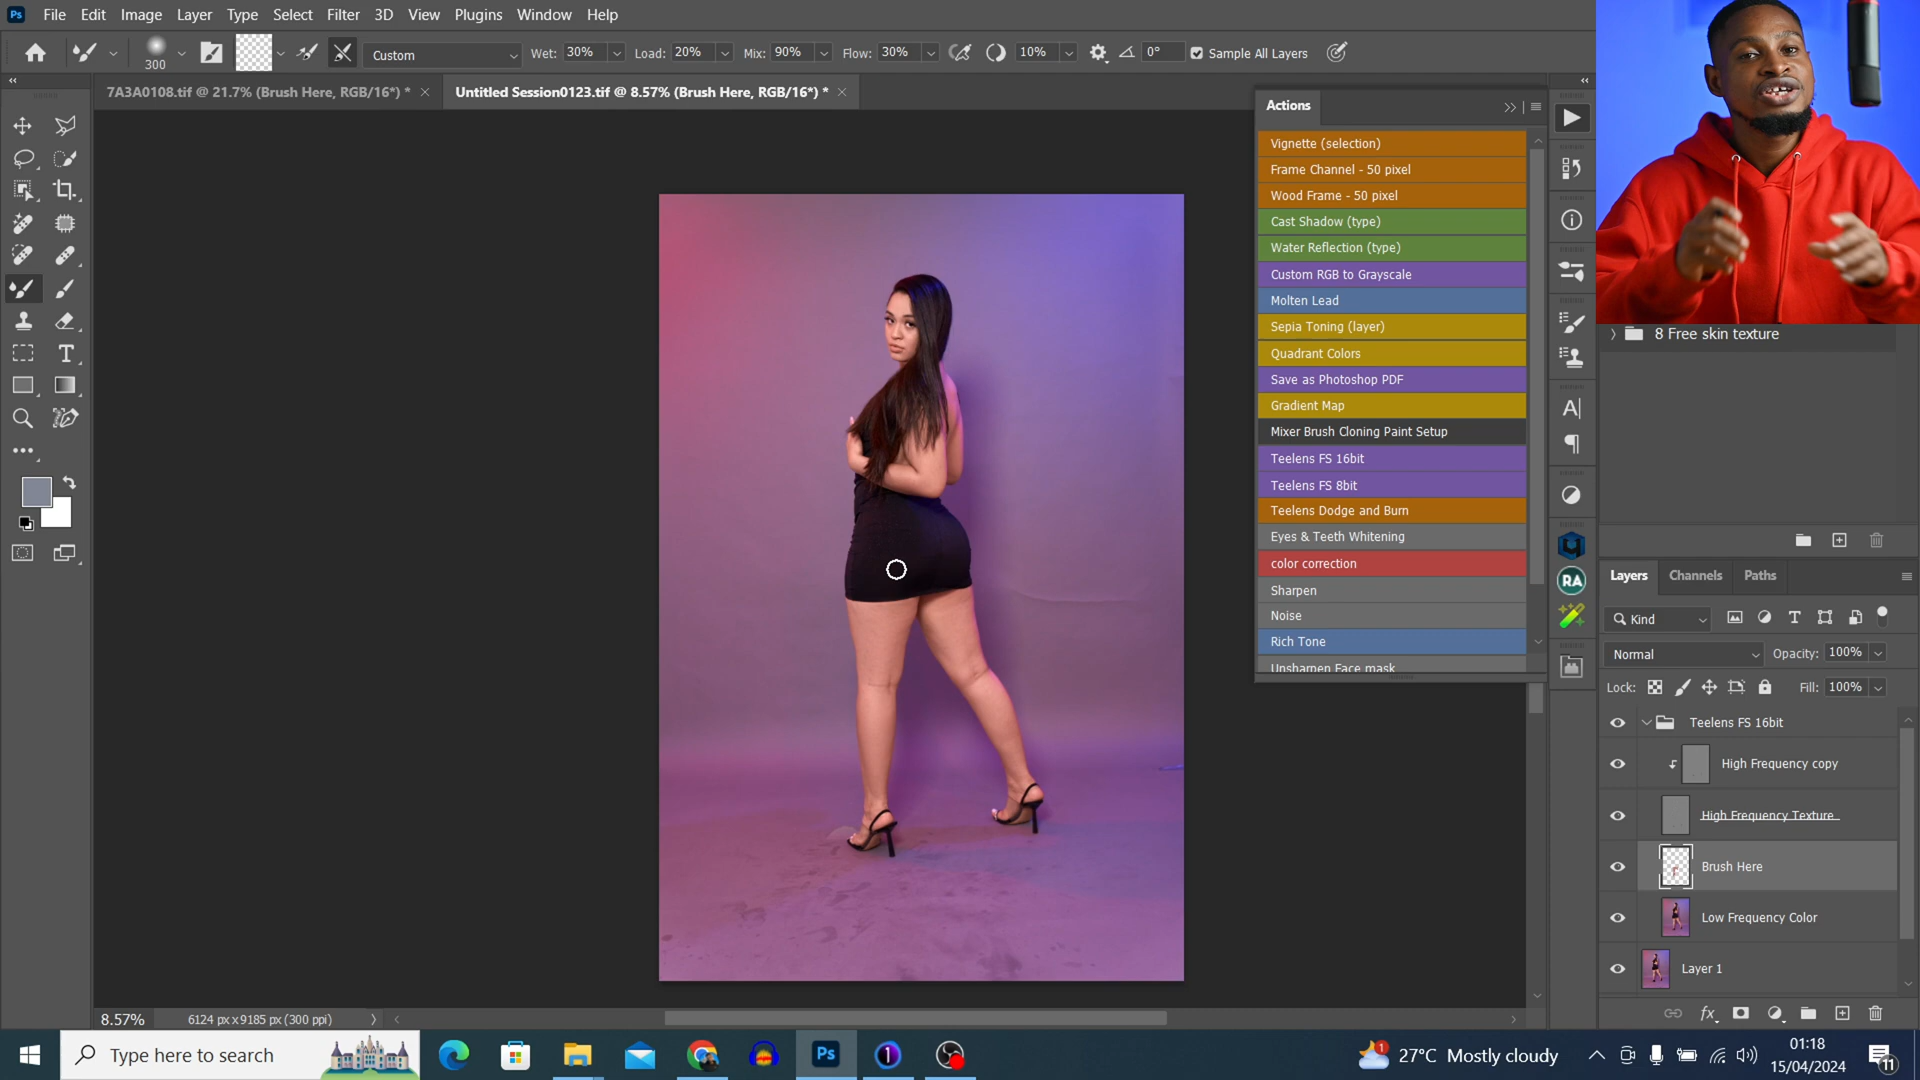 Ps File Edit Image Layer Type Select Filter 3D View Plugins Window Help
300 Custom Wet: 30% Load: 20% Mix: 90% Flow: 30% 10% 0° Sample All Layers
7A3A0108.tif @ 21.7% (Brush Here, RGB/16*) * Untitled Session0123.tif @ 8.57% (Brush Here, RGB/16*) *
Actions
Vignette (selection)
Frame Channel - 50 pixel
Wood Frame - 50 pixel
Cast Shadow (type)
Water Reflection (type)
Custom RGB to Grayscale
Molten Lead
Sepia Toning (layer)
Quadrant Colors
Save as Photoshop PDF
Gradient Map
Mixer Brush Cloning Paint Setup
Teelens FS 16bit
Teelens FS 8bit
Teelens Dodge and Burn
Eyes & Teeth Whitening
color correction
Sharpen
Noise
Rich Tone
Unsharpen Face mask
RA
8 Free skin texture
Layers Channels Paths
Kind
Normal Opacity: 100%
Lock: Fill: 100%
Teelens FS 16bit
High Frequency copy
High Frequency Texture
Brush Here
Low Frequency Color
Layer 1
fx
8.57% 6124 px x 9185 px (300 ppi)
Type here to search
Ps
1
27°C Mostly cloudy
01:18
15/04/2024
11